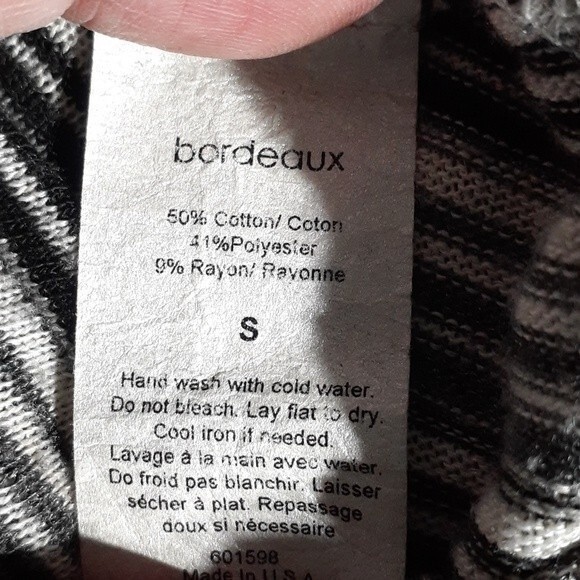 bordeaux
50% Cotton/ Coton
41%Polyester
9% Rayon/ Rayonne
S
Hand wash with cold water.
Do not bleach. Lay flat to dry.
Cool iron if needed.
Lavage à la main avec water.
Do froid pas blanchir. Laisser
sécher à plat. Repassage
doux si nécessaire
601598
Made In U.S.A